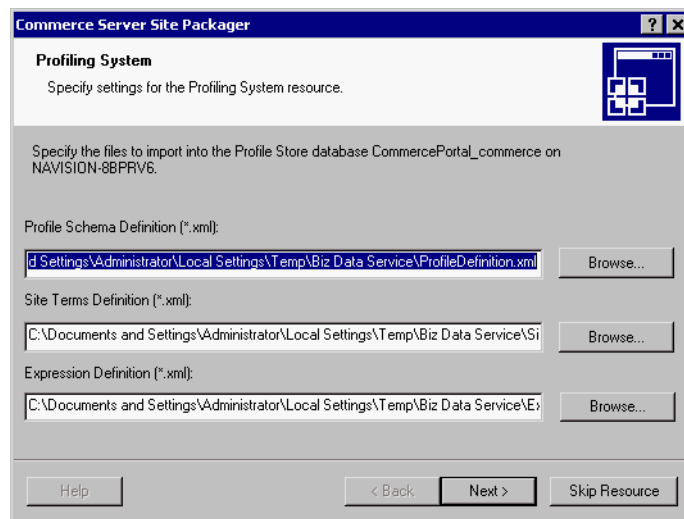 Commerce Server Site Packager
Profiling System
Specify settings for the Profiling System resource.
Specify the files to import into the Profile Store database CommercePortal_commerce on
NAVISION-8BPRV6.
Profile Schema Definition (*.xml):
d Settings\Administrator\Local Settings\Temp\Biz Data Service\ProfileDefinition.xml
Browse...
Site Terms Definition (*.xml):
C:\Documents and Settings\Administrator\Local Settings\Temp\Biz Data Service\Si
Browse...
Expression Definition (*.xml):
C:\Documents and Settings\Administrator\Local Settings\Temp\Biz Data Service\Ex
Browse...
Help
< Back
Next >
Skip Resource